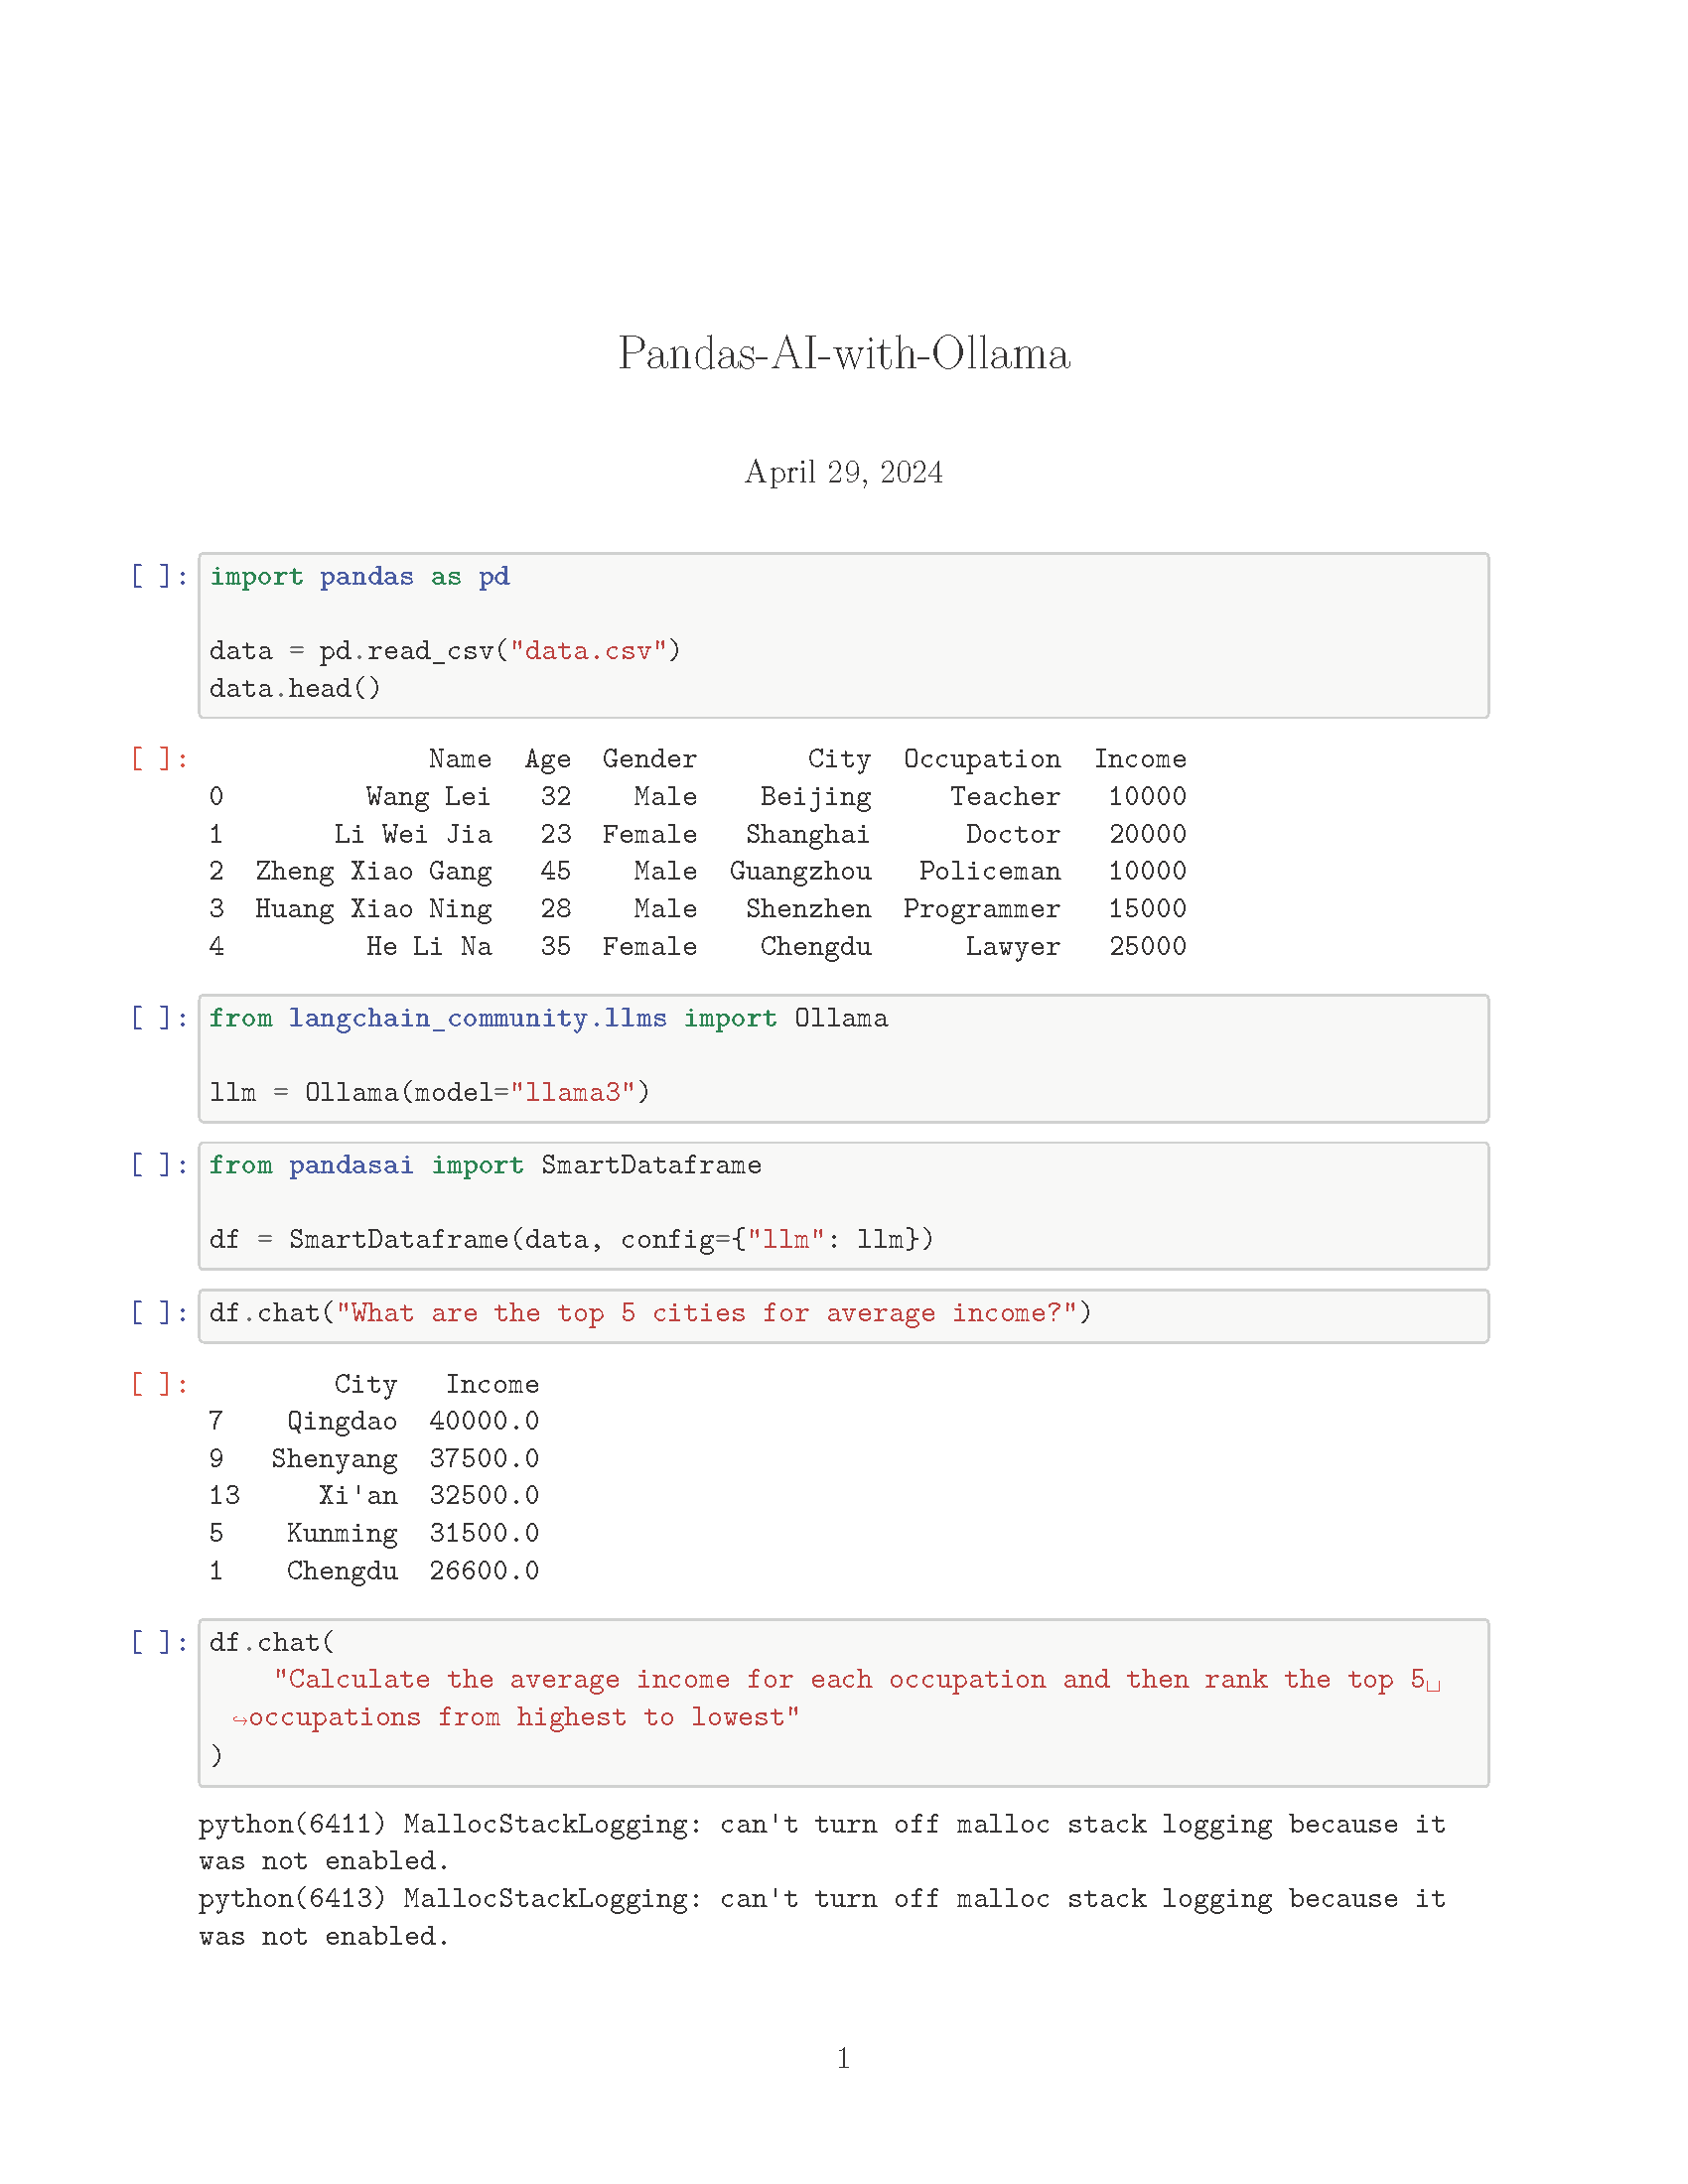 Pandas-AI-with-Ollama
April 29, 2024
[ ]: import pandas as pd
data = pd.read_csv("data.csv")
data.head()
[ ]: Name Age Gender City Occupation Income
0 Wang Lei 32 Male Beijing Teacher 10000
1 Li Wei Jia 23 Female Shanghai Doctor 20000
2 Zheng Xiao Gang 45 Male Guangzhou Policeman 10000
3 Huang Xiao Ning 28 Male Shenzhen Programmer 15000
4 He Li Na 35 Female Chengdu Lawyer 25000
[ ]: from langchain_community.llms import Ollama
llm = Ollama(model="llama3")
[ ]: from pandasai import SmartDataframe
df = SmartDataframe(data, config={"llm": llm})
[ ]: df.chat("What are the top 5 cities for average income?")
[ ]: City Income
7 Qingdao 40000.0
9 Shenyang 37500.0
13 Xi'an 32500.0
5 Kunming 31500.0
1 Chengdu 26600.0
[ ]: df.chat(
"Calculate the average income for each occupation and then rank the top 5␣
↪occupations from highest to lowest"
)
python(6411) MallocStackLogging: can't turn off malloc stack logging because it
was not enabled.
python(6413) MallocStackLogging: can't turn off malloc stack logging because it
was not enabled.
1